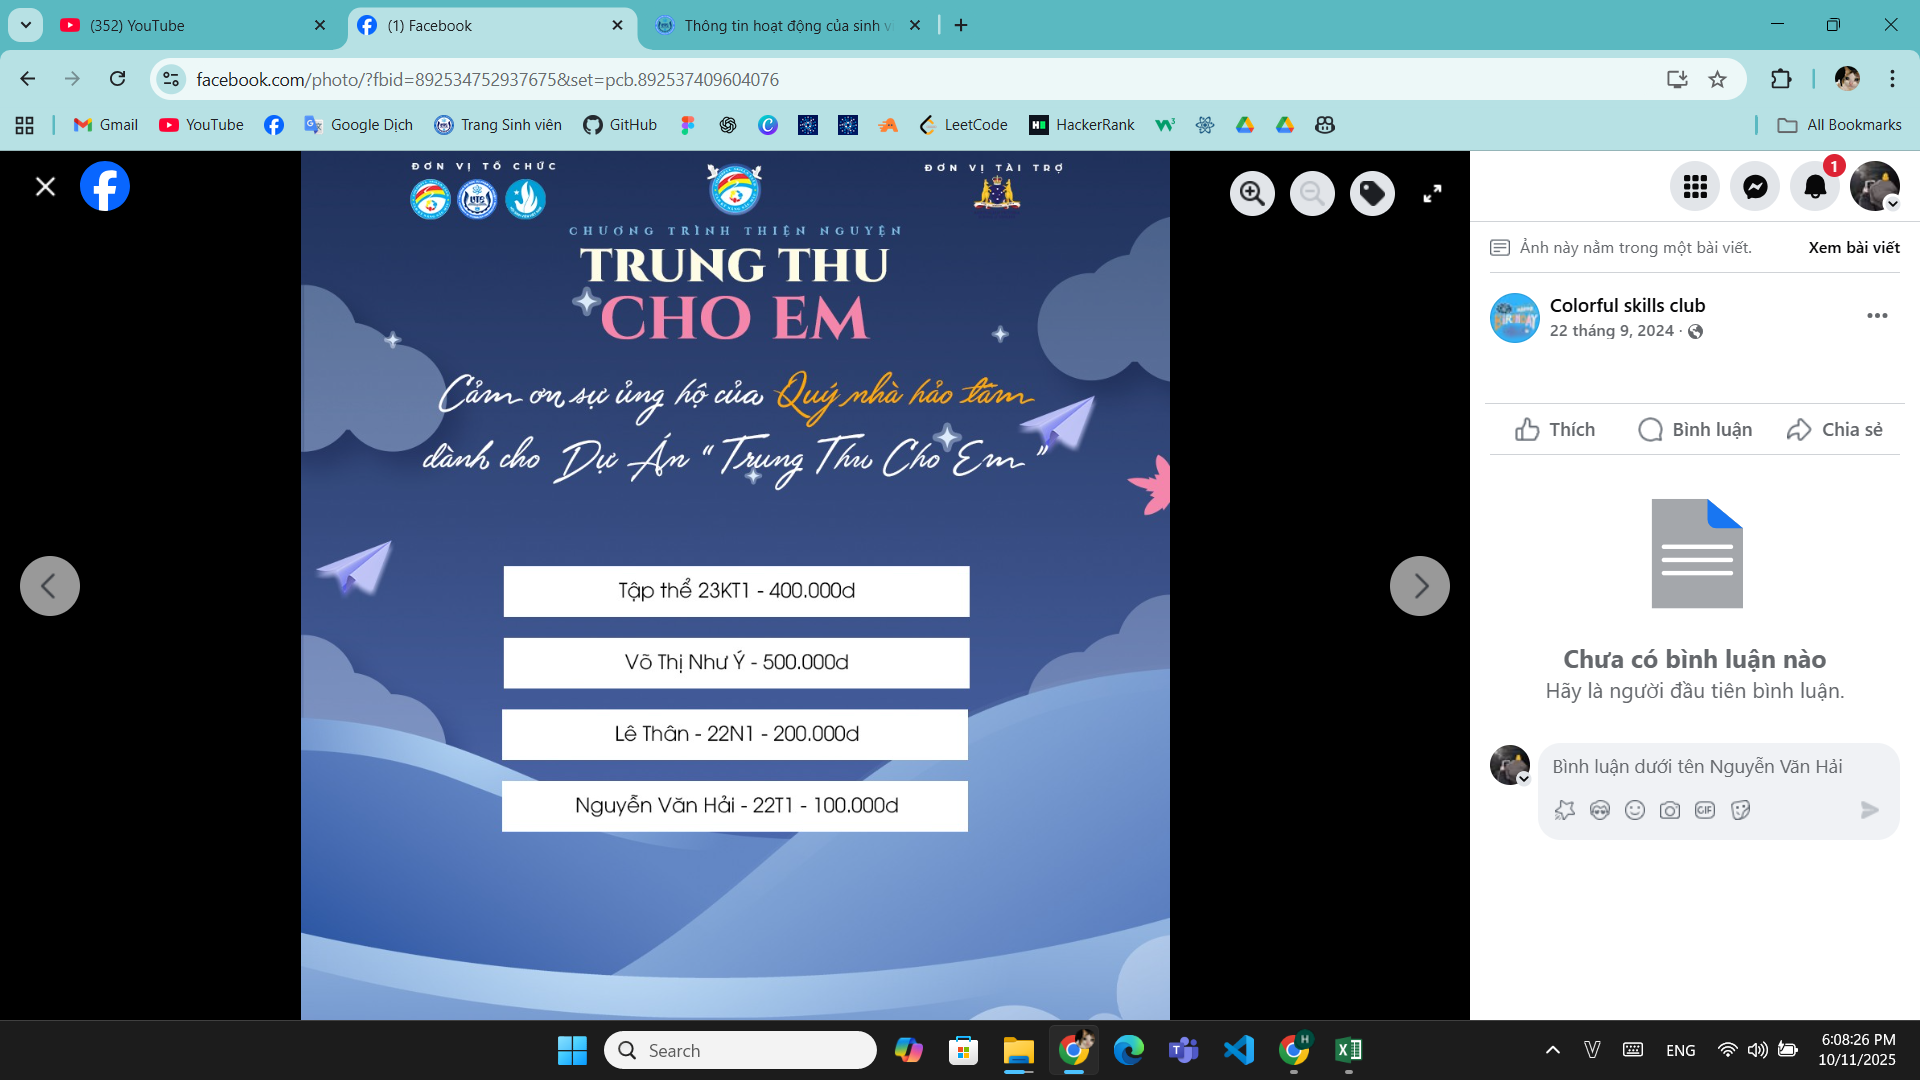 (352) YouTube
(1) Facebook
Thông tin hoạt động của sinh v
facebook.com/photo/?fbid=892534752937675&set=pcb.892537409604076
Gmail
YouTube
Google Dịch
Trang Sinh viên
GitHub
LeetCode
HackerRank
All Bookmarks
ĐƠN VỊ TỔ CHỨC
ĐƠN VỊ TÀI TRỢ
CHƯƠNG TRÌNH THIỆN NGUYỆN
TRUNG THU
CHO EM
Cảm ơn sự ủng hộ của Quý nhà hảo tâm
dành cho Dự Án “Trung Thu Cho Em”
Tập thể 23KT1 - 400.000đ
Võ Thị Như Ý - 500.000đ
Lê Thân - 22N1 - 200.000đ
Nguyễn Văn Hải - 22T1 - 100.000đ
1
Ảnh này nằm trong một bài viết.
Xem bài viết
Colorful skills club
22 tháng 9, 2024 ·
Thích
Bình luận
Chia sẻ
Chưa có bình luận nào
Hãy là người đầu tiên bình luận.
Bình luận dưới tên Nguyễn Văn Hải
GIF
Search
ENG
6:08:26 PM
10/11/2025